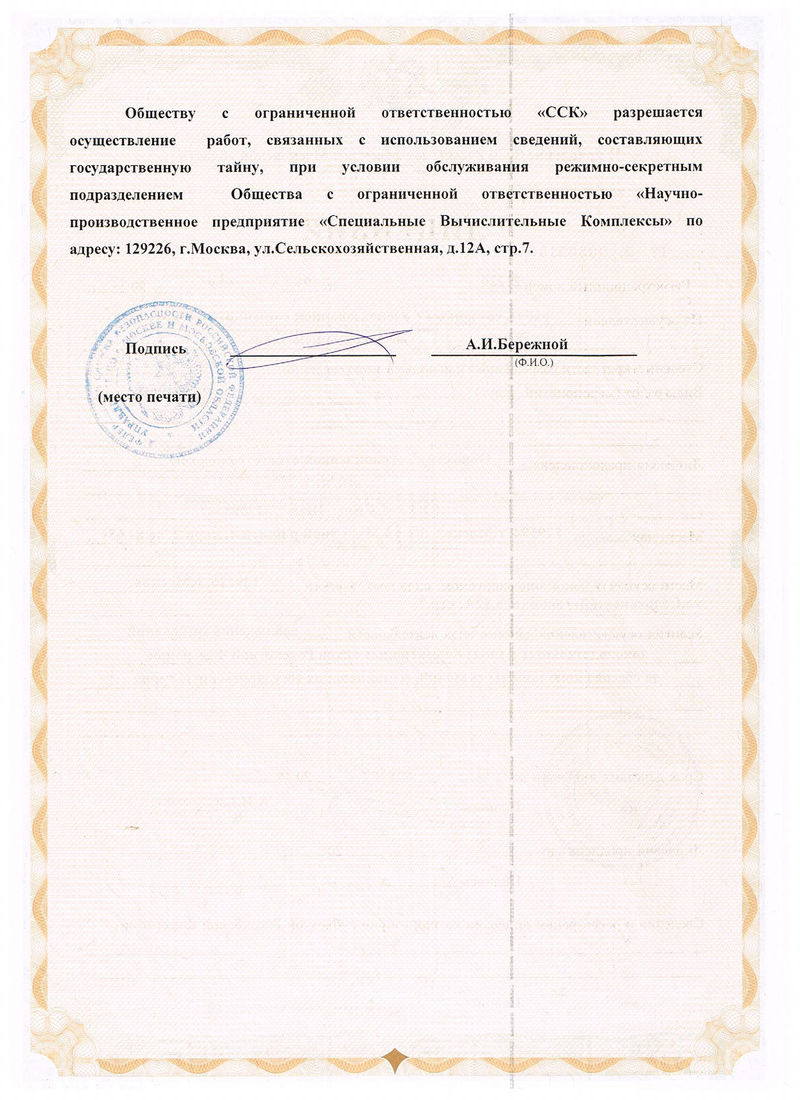 Обществу с ограниченной ответственностью «ССК» разрешается
осуществление работ, связанных с использованием сведений, составляющих
государственную тайну, при условии обслуживания режимно-секретным
подразделением Общества с ограниченной ответственностью «Научно-
производственное предприятие «Специальные Вычислительные Комплексы» по
адресу: 129226, г.Москва, ул.Сельскохозяйственная, д.12А, стр.7.
Подпись
А.И.Бережной
(Ф.И.О.)
(место печати)
БЕЗОПАСНОСТИ РОССИЙСКОЙ ФЕДЕРАЦИИ
МОСКВЕ И МОСКОВСКОЙ ОБЛАСТИ